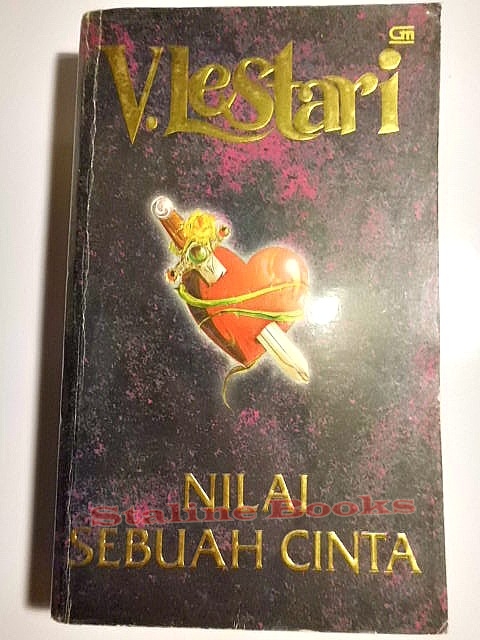 GM
V. Lestari
NILAI
Staline Books
SEBUAH CINTA